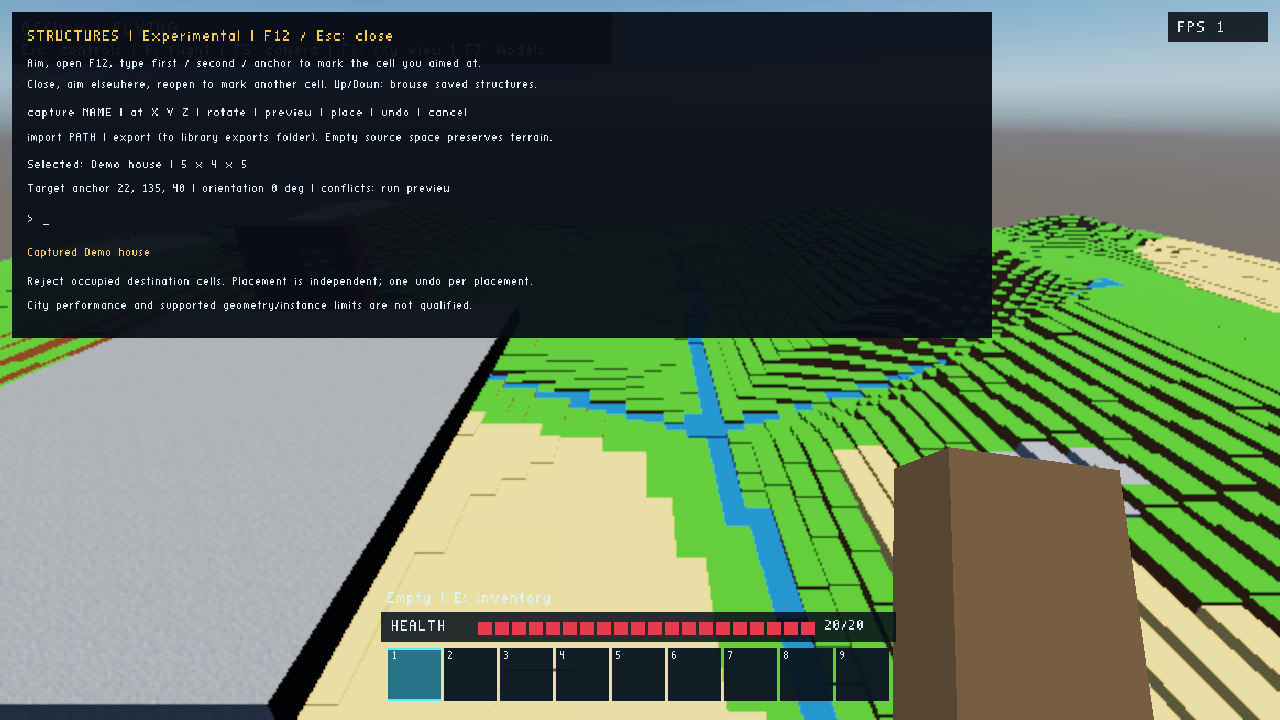 STRUCTURES | Experimental | F12 / Esc: close
FPS 1
Aim, open F12, type first / second / anchor to mark the cell you aimed at.
Close, aim elsewhere, reopen to mark another cell. Up/Down: browse saved structures.
capture NAME | at X Y Z | rotate | preview | place | undo | cancel
import PATH | export (to library exports folder). Empty source space preserves terrain.
Selected: Demo house | 5 x 4 x 5
Target anchor 22, 135, 40 | orientation 0 deg | conflicts: run preview
> _
Captured Demo house
Reject occupied destination cells. Placement is independent; one undo per placement.
City performance and supported geometry/instance limits are not qualified.
Empty | E: inventory
HEALTH 20/20
1 2 3 4 5 6 7 8 9